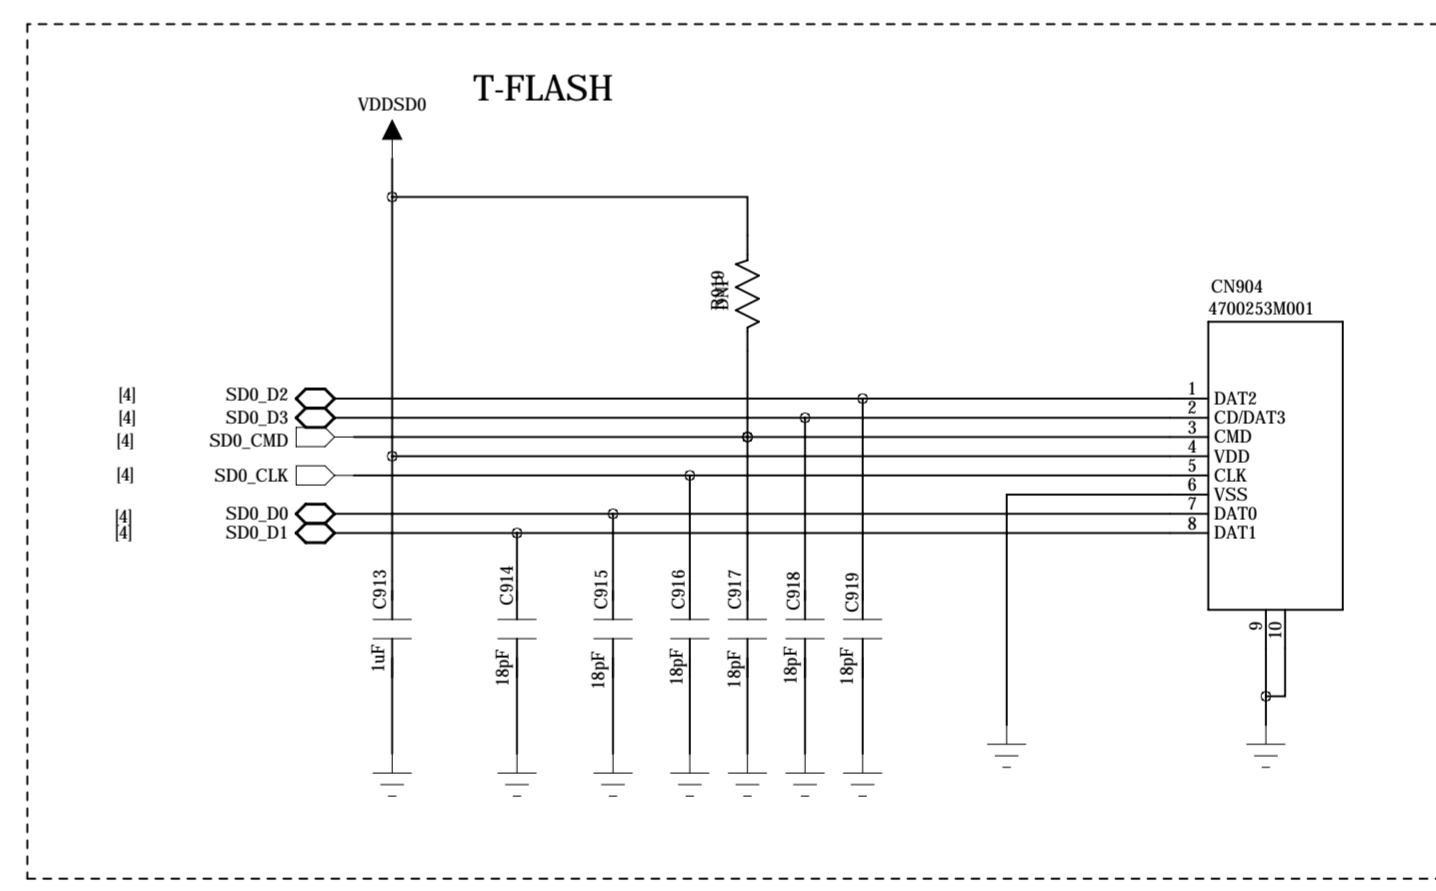 T-FLASH
VDDSD0
CN904
4700253M001
[4] SD0_D2
[4] SD0_D3
[4] SD0_CMD
[4] SD0_CLK
[4] SD0_D0
[4] SD0_D1
1 DAT2
2 CD/DAT3
3 CMD
4 VDD
5 CLK
6 VSS
7 DAT0
8 DAT1
9
10
C913
1uF
C914
18pF
C915
18pF
C916
18pF
C917
18pF
C918
18pF
C919
18pF